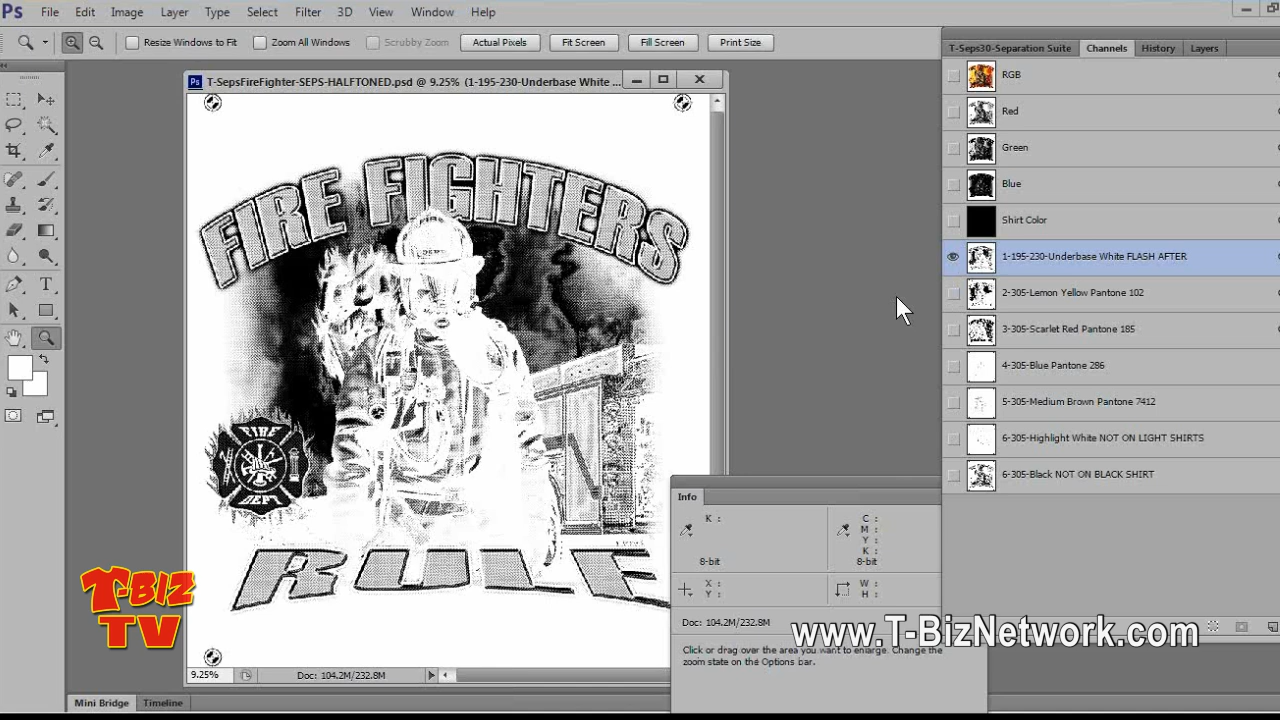 Ps File Edit Image Layer Type Select Filter 3D View Window Help
Resize Windows to Fit Zoom All Windows Scrubby Zoom Actual Pixels Fit Screen Fill Screen Print Size
T-Seps30-Separation Suite Channels History Layers
Ps T-SepsFireFighter-SEPS-HALFTONED.psd @ 9.25% (1-195-230-Underbase White ...
RGB
Red
Green
Blue
Shirt Color
1-195-230-Underbase White FLASH AFTER
2-305-Lemon Yellow Pantone 102
3-305-Scarlet Red Pantone 185
4-305-Blue Pantone 286
5-305-Medium Brown Pantone 7412
6-305-Highlight White NOT ON LIGHT SHIRTS
6-305-Black NOT ON BLACK SHIRT
FIRE FIGHTERS
FIRE
DEPT
RULE
Info
K :
8-bit
C :
M :
Y :
K :
8-bit
X :
Y :
W :
H :
Doc: 104.2M/232.8M
Click or drag over the area you want to enlarge. Change the
zoom state on the Options bar.
T-BIZ
TV
www.T-BizNetwork.com
9.25% Doc: 104.2M/232.8M
Mini Bridge Timeline